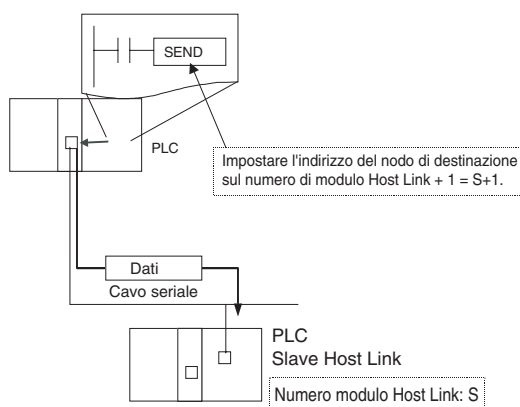 SEND
PLC
Impostare l'indirizzo del nodo di destinazione
sul numero di modulo Host Link + 1 = S+1.
Dati
Cavo seriale
PLC
Slave Host Link
Numero modulo Host Link: S